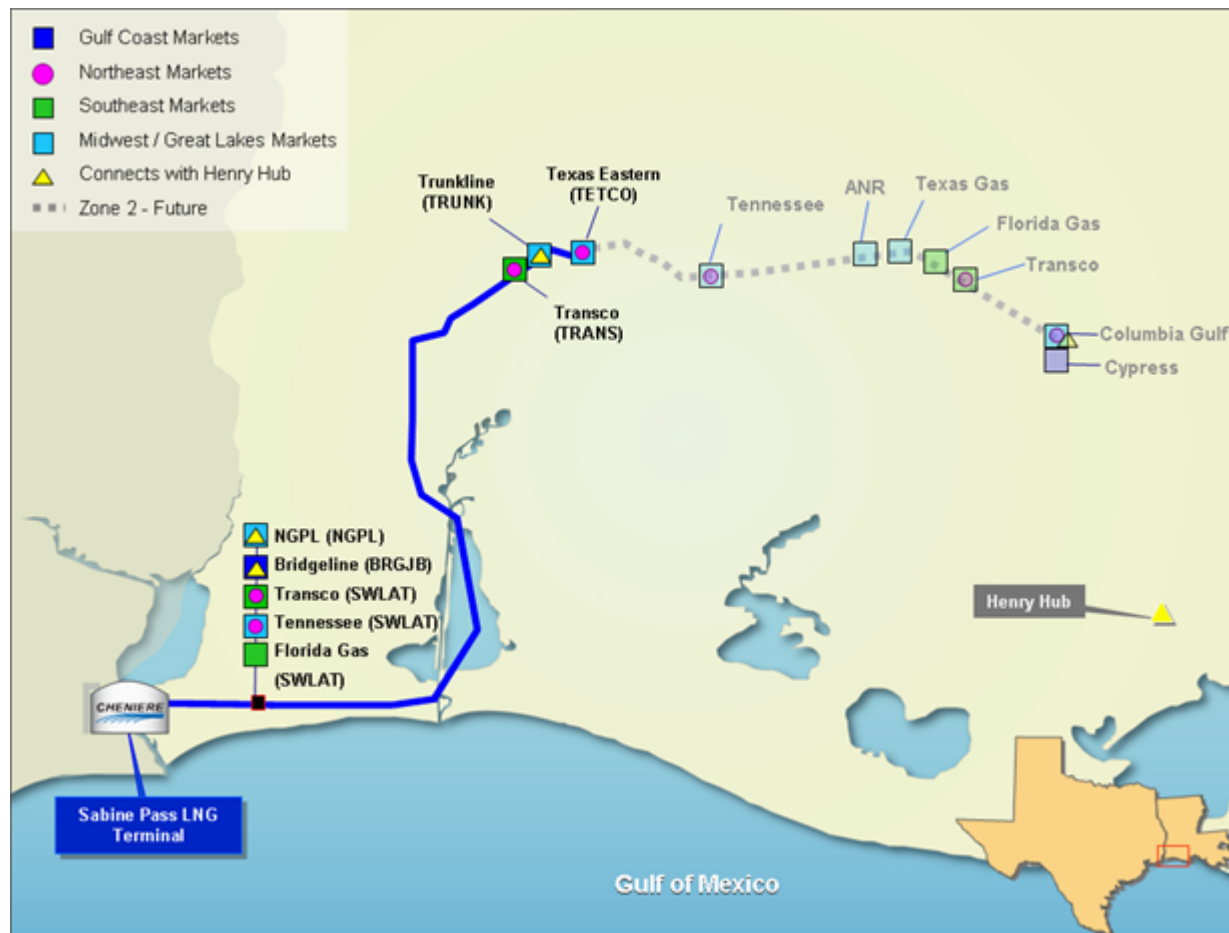 Gulf Coast Markets
Northeast Markets
Southeast Markets
Midwest / Great Lakes Markets
Connects with Henry Hub
Zone 2 - Future
Trunkline
(TRUNK)
Texas Eastern
(TETCO)
Transco
(TRANS)
Tennessee
ANR
Texas Gas
Florida Gas
Transco
Columbia Gulf
Cypress
NGPL (NGPL)
Bridgeline (BRGJB)
Transco (SWLAT)
Tennessee (SWLAT)
Florida Gas
(SWLAT)
Henry Hub
CHENIERE
Sabine Pass LNG
Terminal
Gulf of Mexico